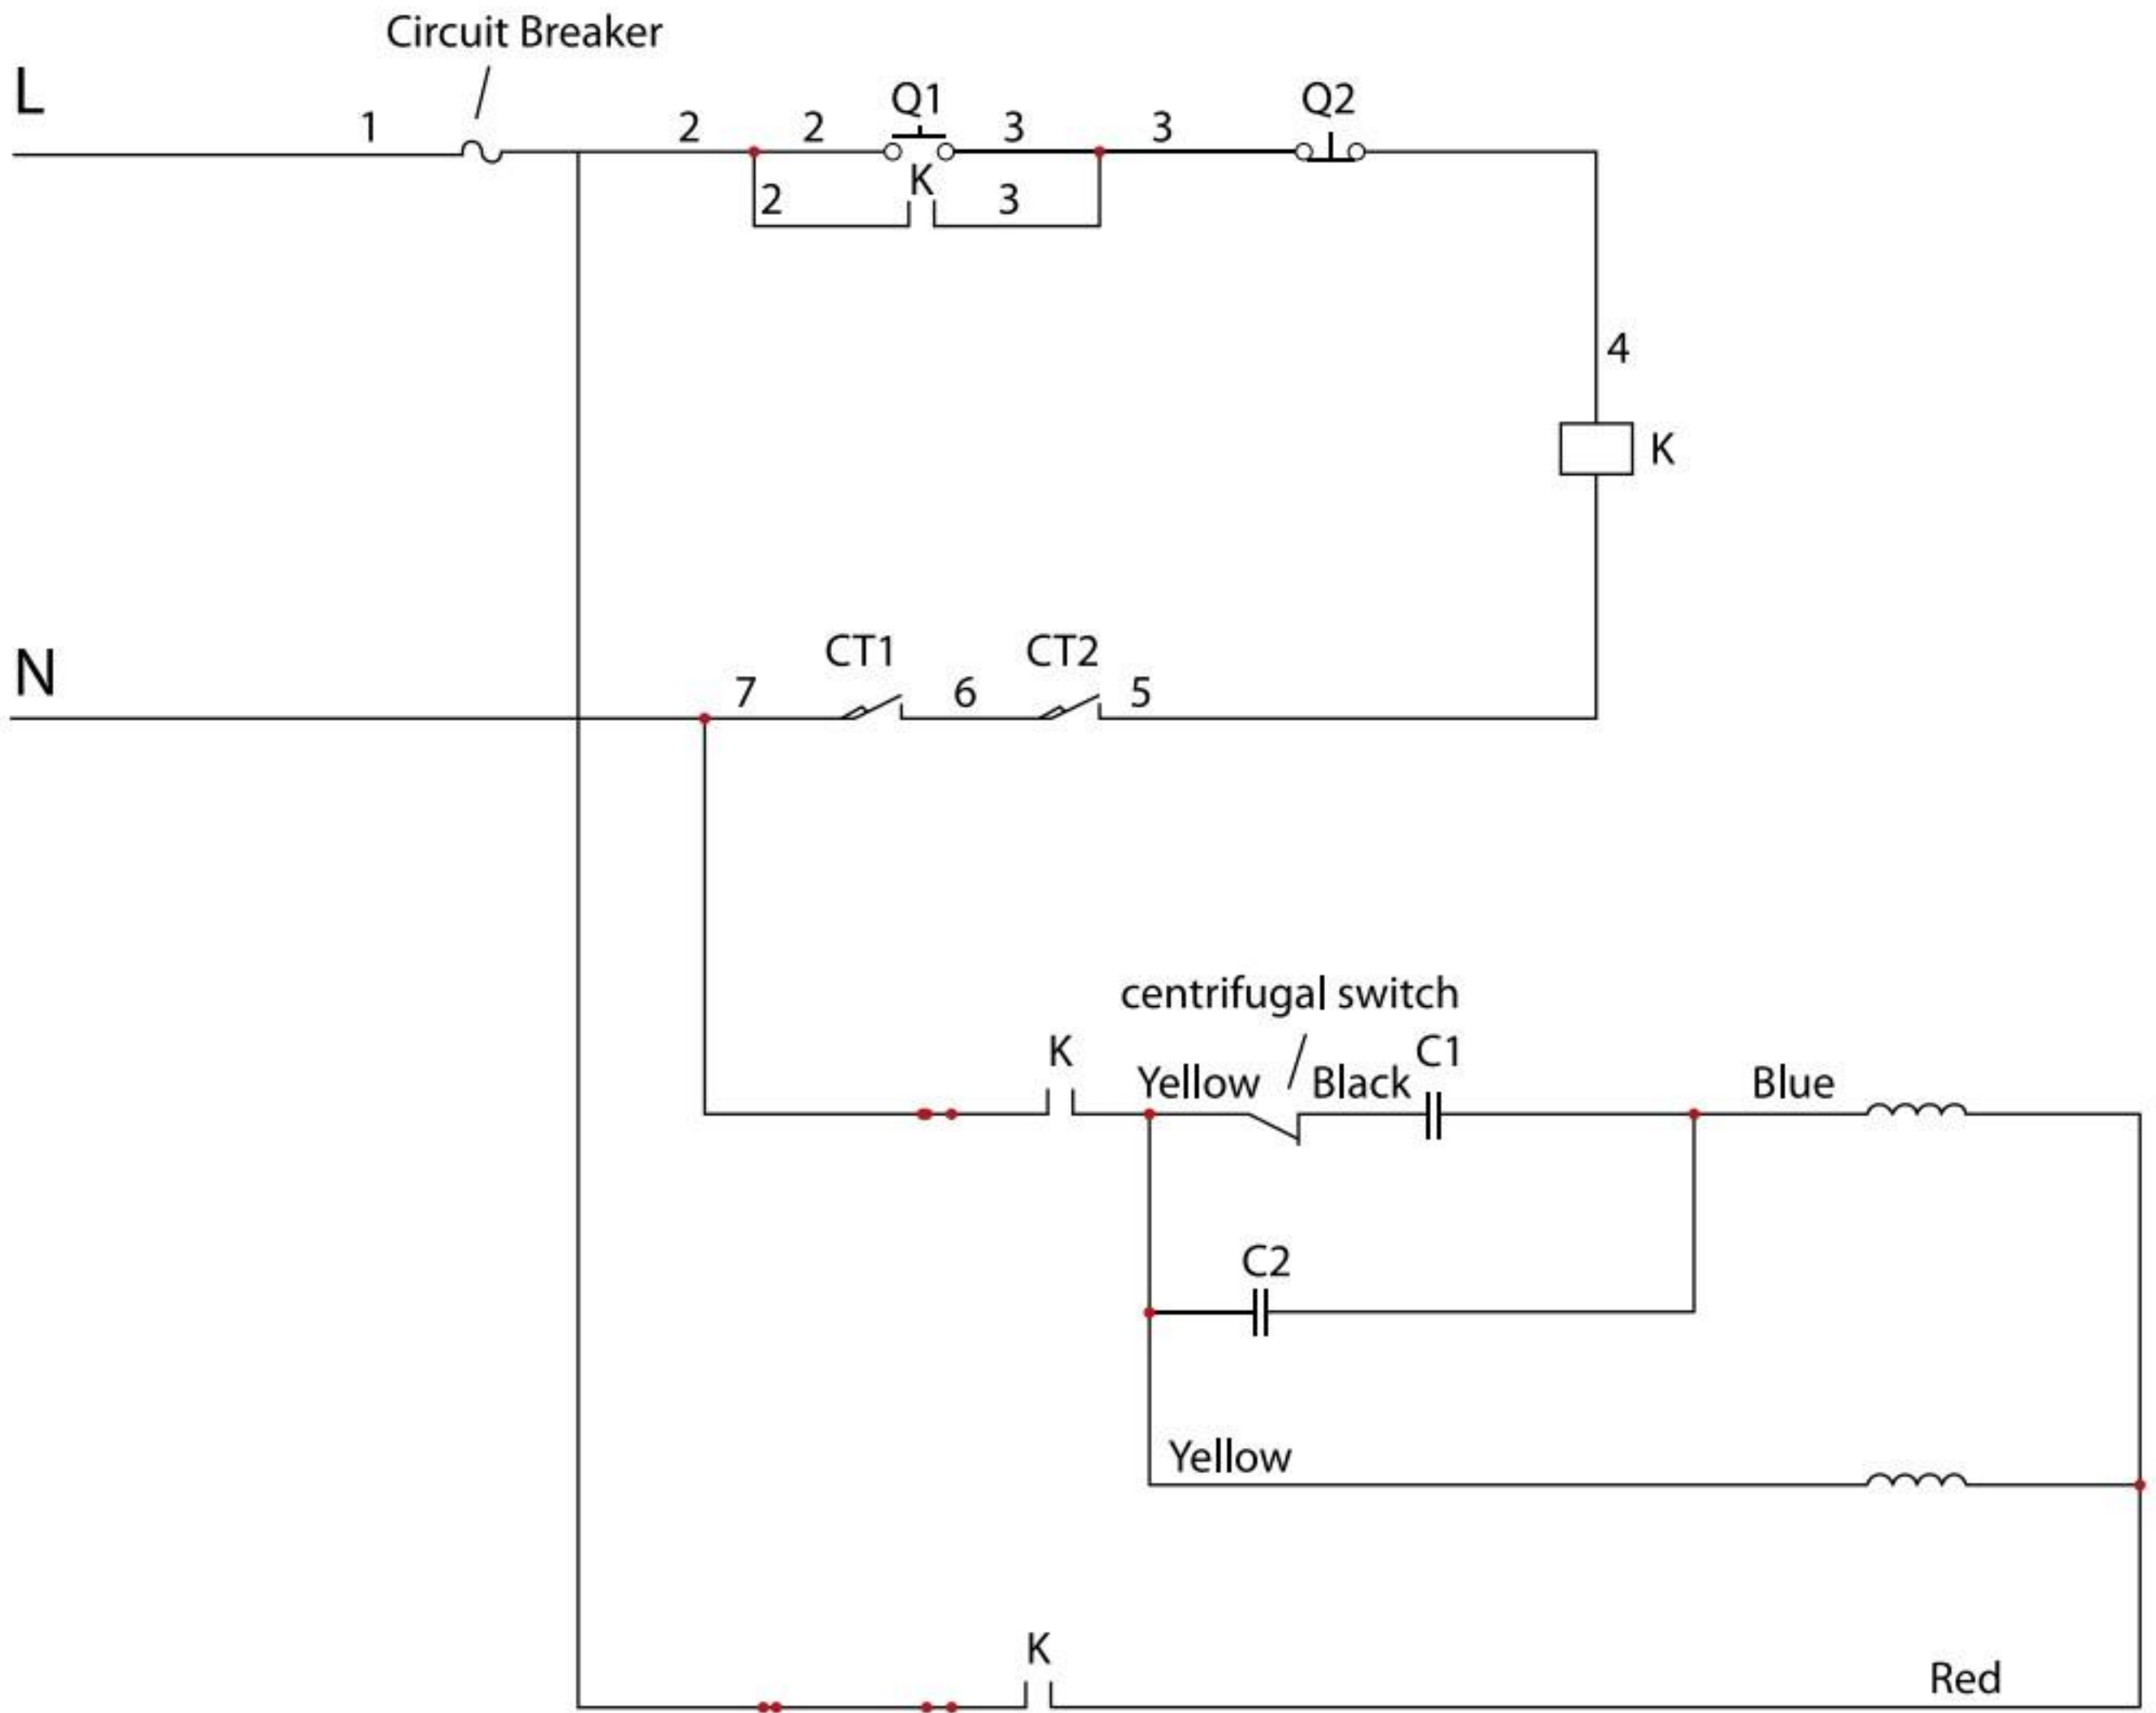 Circuit Breaker
L
1
2
2
Q1
3
3
Q2
2
K
3
4
K
N
7
CT1
6
CT2
5
centrifugal switch
K
Yellow
Black
C1
Blue
C2
Yellow
K
Red